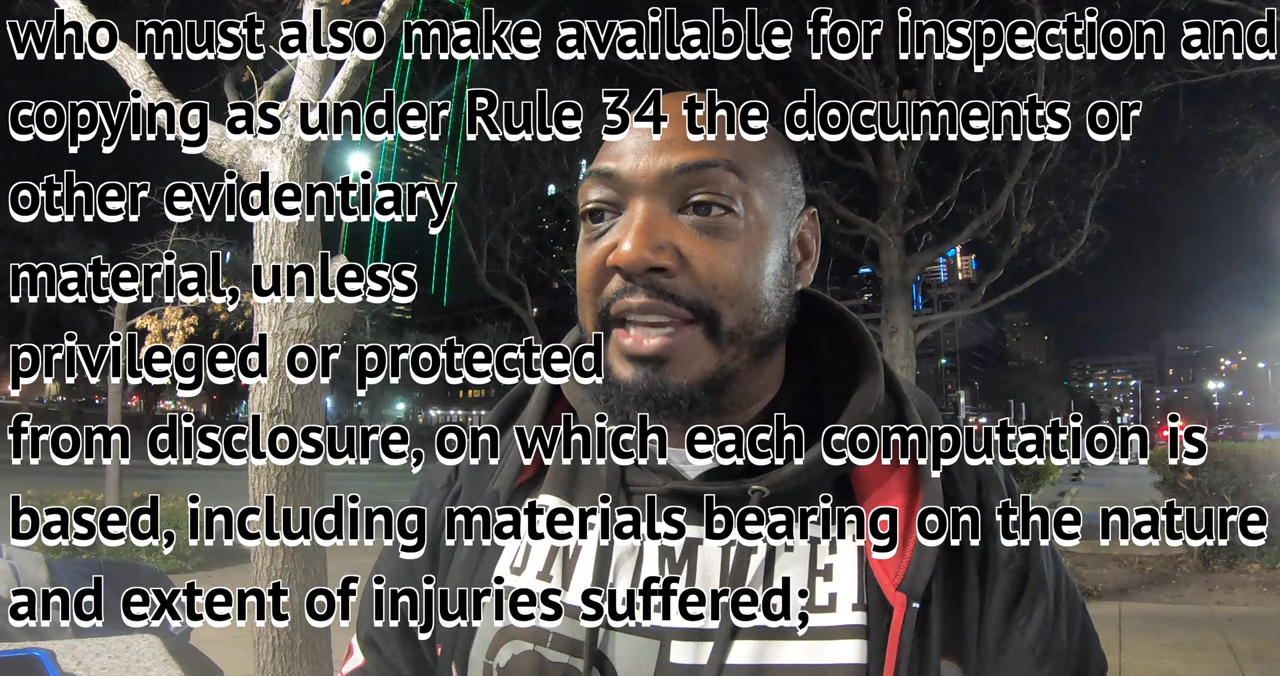 who must also make available for inspection and
copying as under Rule 34 the documents or
other evidentiary
material, unless
privileged or protected
from disclosure, on which each computation is
based, including materials bearing on the nature
and extent of injuries suffered;